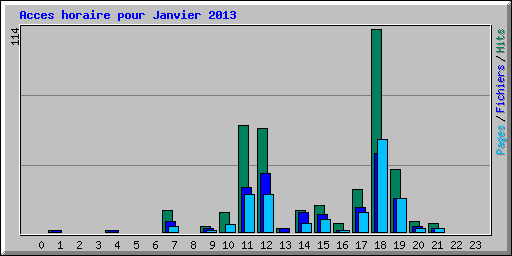 Acces horaire pour Janvier 2013
114
Pages / Fichiers / Hits
0 1 2 3 4 5 6 7 8 9 10 11 12 13 14 15 16 17 18 19 20 21 22 23